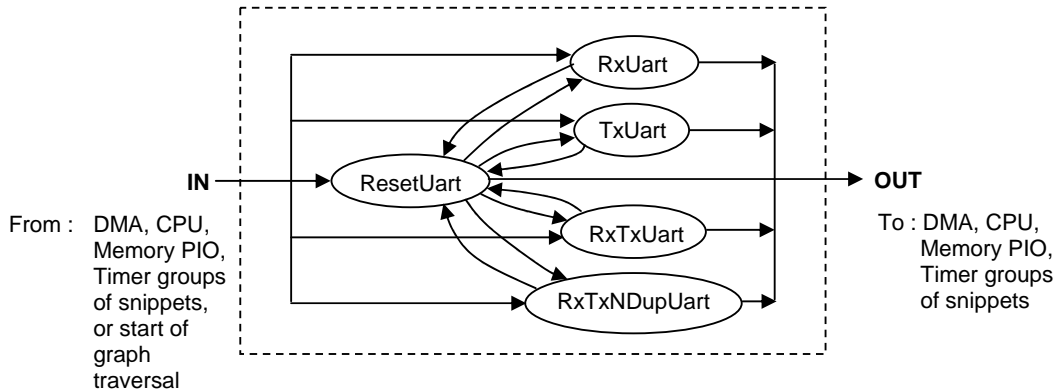 RxUart
TxUart
IN
ResetUart
OUT
From : DMA, CPU,
Memory PIO,
Timer groups
of snippets,
or start of
graph
traversal
RxTxUart
To : DMA, CPU,
Memory PIO,
Timer groups
of snippets
RxTxNDupUart